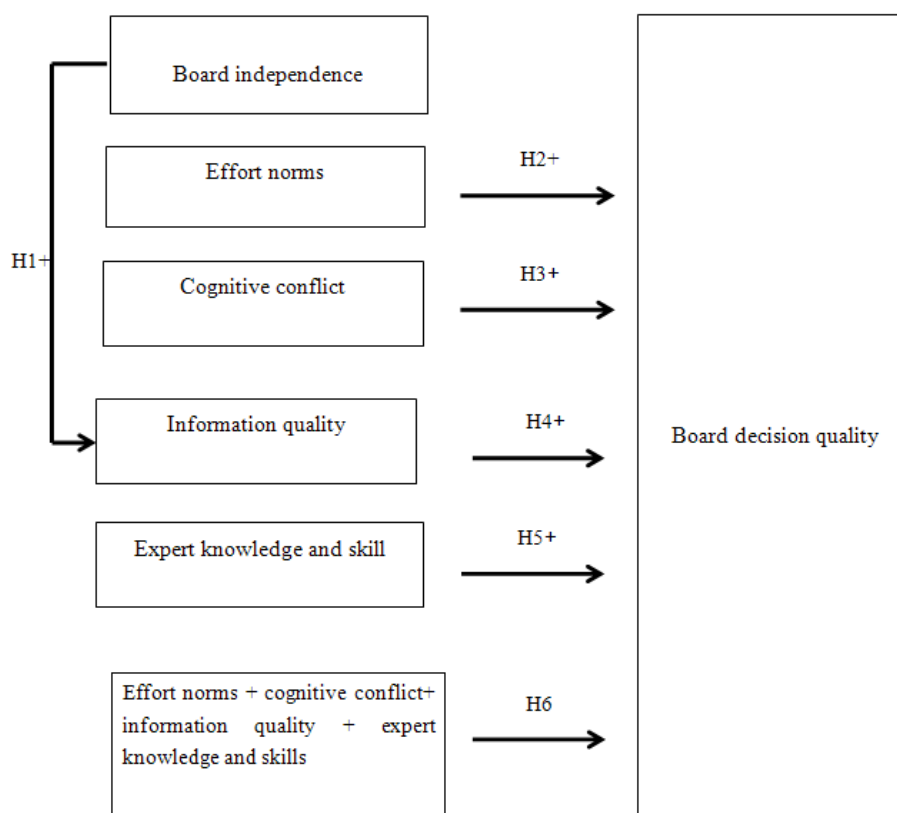 Board independence
H2+
Effort norms
H1+
H3+
Cognitive conflict
Information quality
H4+
Board decision quality
Expert knowledge and skill
H5+
Effort norms + cognitive conflict+
information quality + expert
knowledge and skills
H6